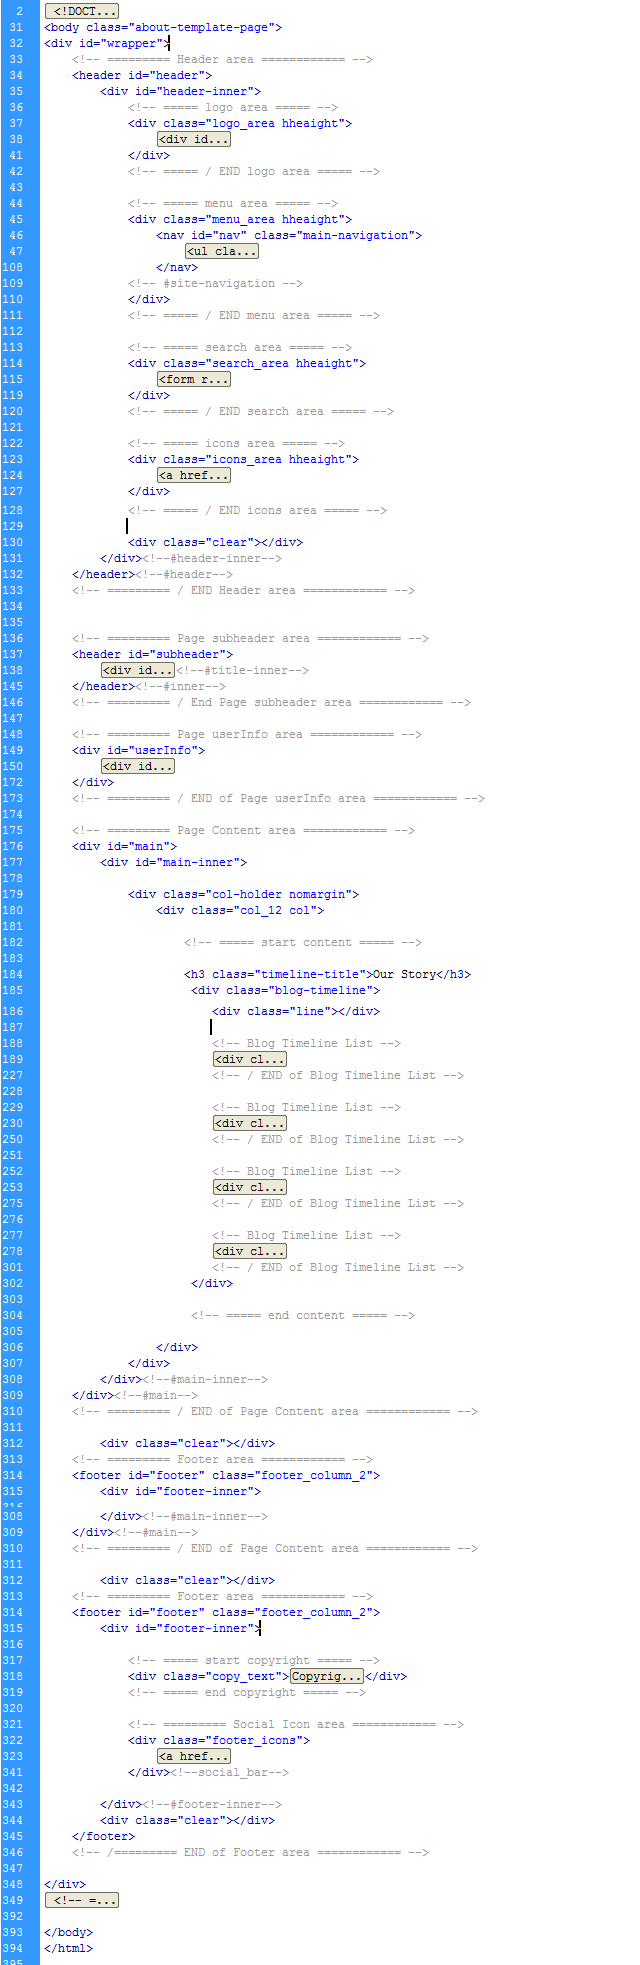 2 <!DOCT...
31 <body class="about-template-page">
32 <div id="wrapper">
33 <!-- ========= Header area ============ -->
34 <header id="header">
35 <div id="header-inner">
36 <!-- ===== logo area ===== -->
37 <div class="logo_area hheaight">
38 <div id...
41 </div>
42 <!-- ===== / END logo area ===== -->
43
44 <!-- ===== menu area ===== -->
45 <div class="menu_area hheaight">
46 <nav id="nav" class="main-navigation">
47 <ul cla...
108 </nav>
109 <!-- #site-navigation -->
110 </div>
111 <!-- ===== / END menu area ===== -->
112
113 <!-- ===== search area ===== -->
114 <div class="search_area hheaight">
115 <form r...
119 </div>
120 <!-- ===== / END search area ===== -->
121
122 <!-- ===== icons area ===== -->
123 <div class="icons_area hheaight">
124 <a href...
127 </div>
128 <!-- ===== / END icons area ===== -->
129
130 <div class="clear"></div>
131 </div><!--#header-inner-->
132 </header><!--#header-->
133 <!-- ========= / END Header area ============ -->
134
135
136 <!-- ========= Page subheader area ============ -->
137 <header id="subheader">
138 <div id...<!--#title-inner-->
145 </header><!--#inner-->
146 <!-- ========= / End Page subheader area ============ -->
147
148 <!-- ========= Page userInfo area ============ -->
149 <div id="userInfo">
150 <div id...
172 </div>
173 <!-- ========= / END of Page userInfo area ============ -->
174
175 <!-- ========= Page Content area ============ -->
176 <div id="main">
177 <div id="main-inner">
178
179 <div class="col-holder nomargin">
180 <div class="col_12 col">
181
182 <!-- ===== start content ===== -->
183
184 <h3 class="timeline-title">Our Story</h3>
185 <div class="blog-timeline">
186 <div class="line"></div>
187
188 <!-- Blog Timeline List -->
189 <div cl...
227 <!-- / END of Blog Timeline List -->
228
229 <!-- Blog Timeline List -->
230 <div cl...
250 <!-- / END of Blog Timeline List -->
251
252 <!-- Blog Timeline List -->
253 <div cl...
275 <!-- / END of Blog Timeline List -->
276
277 <!-- Blog Timeline List -->
278 <div cl...
301 <!-- / END of Blog Timeline List -->
302 </div>
303
304 <!-- ===== end content ===== -->
305
306 </div>
307 </div>
308 </div><!--#main-inner-->
309 </div><!--#main-->
310 <!-- ========= / END of Page Content area ============ -->
311
312 <div class="clear"></div>
313 <!-- ========= Footer area ============ -->
314 <footer id="footer" class="footer_column_2">
315 <div id="footer-inner">
308 </div><!--#main-inner-->
309 </div><!--#main-->
310 <!-- ========= / END of Page Content area ============ -->
311
312 <div class="clear"></div>
313 <!-- ========= Footer area ============ -->
314 <footer id="footer" class="footer_column_2">
315 <div id="footer-inner">
316
317 <!-- ===== start copyright ===== -->
318 <div class="copy_text">Copyrig...</div>
319 <!-- ===== end copyright ===== -->
320
321 <!-- ========= Social Icon area ============ -->
322 <div class="footer_icons">
323 <a href...
341 </div><!--social_bar-->
342
343 </div><!--#footer-inner-->
344 <div class="clear"></div>
345 </footer>
346 <!-- /========= END of Footer area ============ -->
347
348 </div>
349 <!-- =...
392
393 </body>
394 </html>